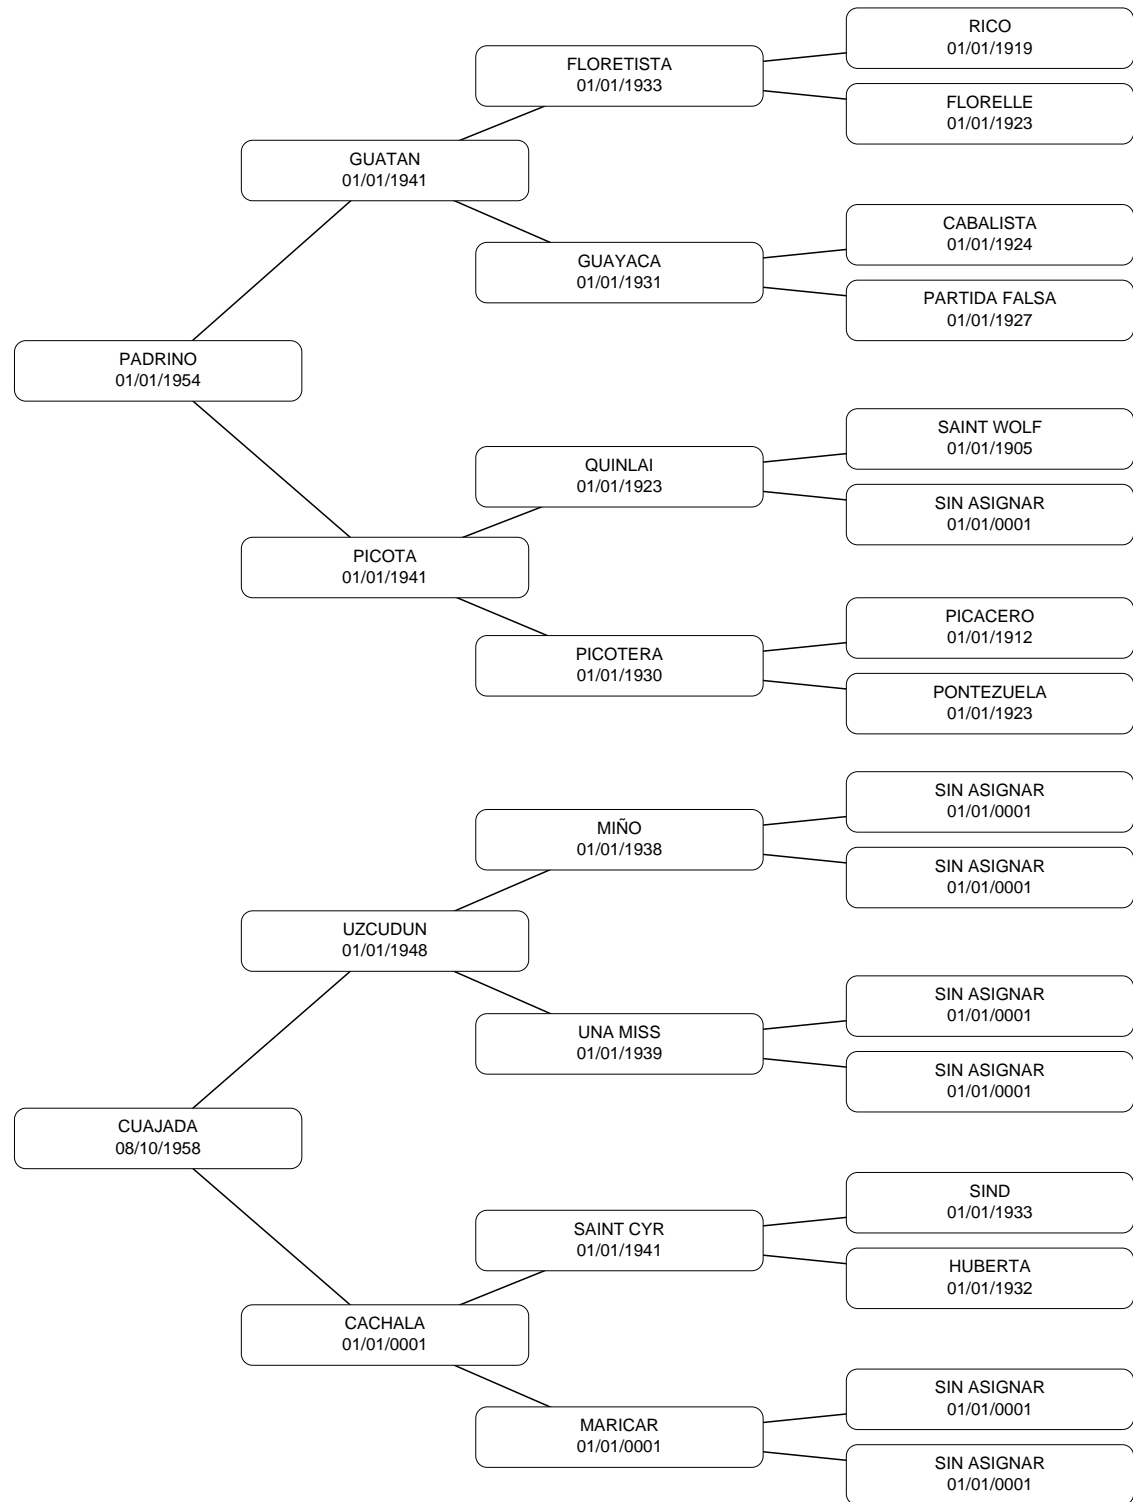 RICO
01/01/1919
FLORETISTA
01/01/1933
FLORELLE
01/01/1923
GUATAN
01/01/1941
CABALISTA
01/01/1924
GUAYACA
01/01/1931
PARTIDA FALSA
01/01/1927
PADRINO
01/01/1954
SAINT WOLF
01/01/1905
QUINLAI
01/01/1923
SIN ASIGNAR
01/01/0001
PICOTA
01/01/1941
PICACERO
01/01/1912
PICOTERA
01/01/1930
PONTEZUELA
01/01/1923
SIN ASIGNAR
01/01/0001
MIÑO
01/01/1938
SIN ASIGNAR
01/01/0001
UZCUDUN
01/01/1948
SIN ASIGNAR
01/01/0001
UNA MISS
01/01/1939
SIN ASIGNAR
01/01/0001
CUAJADA
08/10/1958
SIND
01/01/1933
SAINT CYR
01/01/1941
HUBERTA
01/01/1932
CACHALA
01/01/0001
SIN ASIGNAR
01/01/0001
MARICAR
01/01/0001
SIN ASIGNAR
01/01/0001